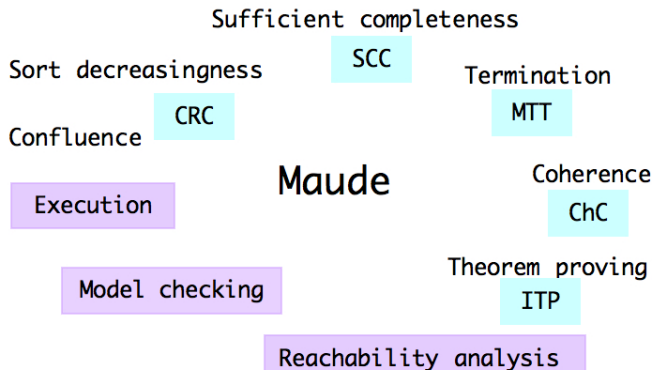 Sufficient completeness
SCC
Sort decreasingness
Termination
CRC
MTT
Confluence
Maude
Coherence
Execution
ChC
Theorem proving
Model checking
ITP
Reachability analysis